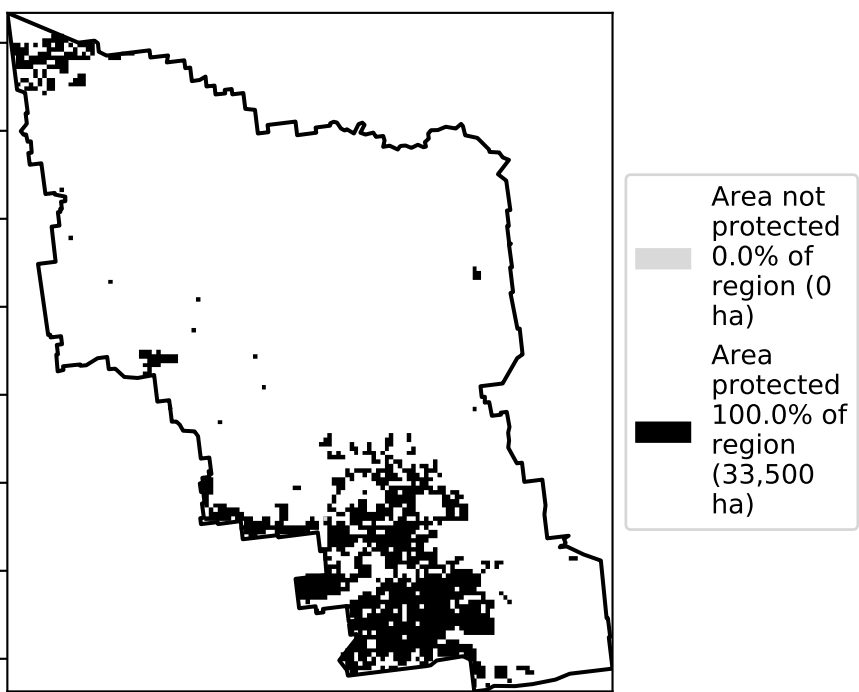 Area not
protected
0.0% of
region (0
ha)
Area
protected
100.0% of
region
(33,500
ha)